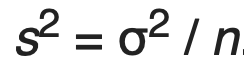 s² = σ² / n.